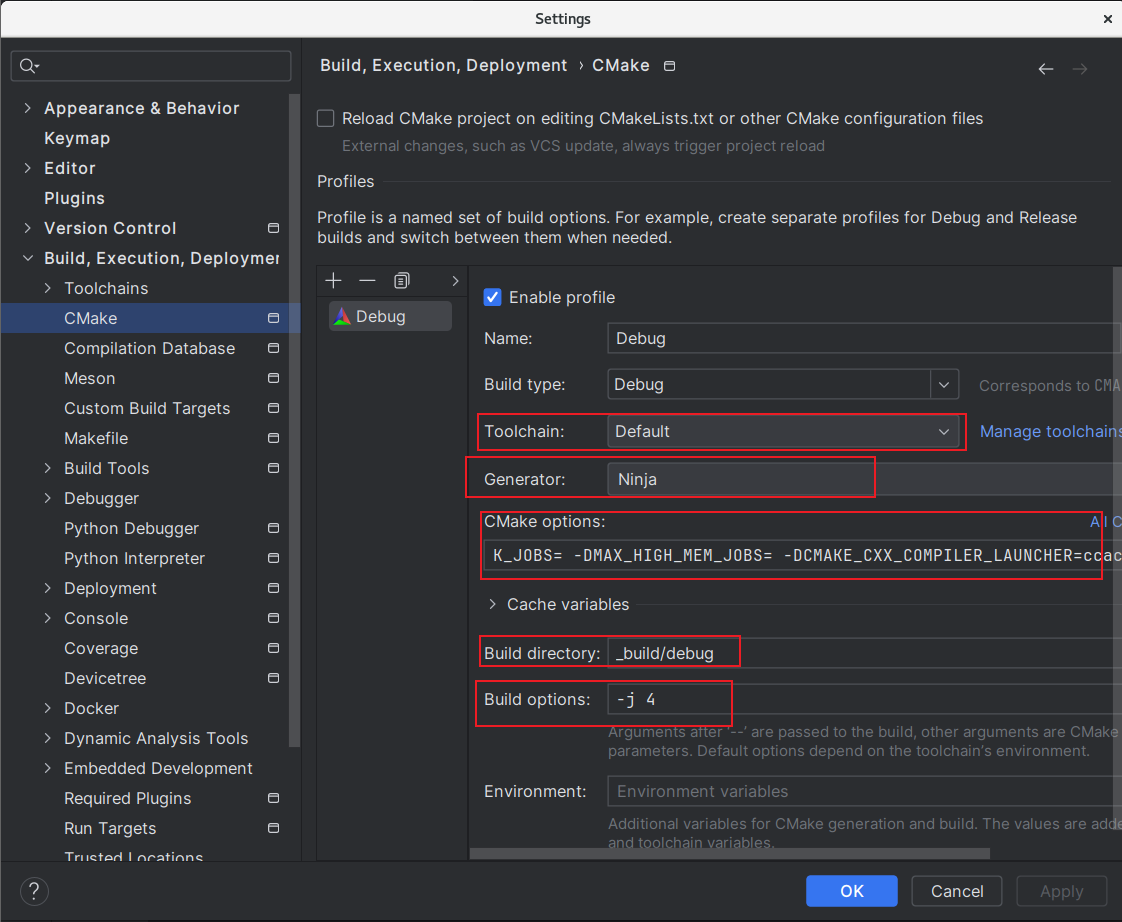 Settings
Appearance & Behavior
Keymap
Editor
Plugins
Version Control
Build, Execution, Deploymen
Toolchains
CMake
Compilation Database
Meson
Custom Build Targets
Makefile
Build Tools
Debugger
Python Debugger
Python Interpreter
Deployment
Console
Coverage
Devicetree
Docker
Dynamic Analysis Tools
Embedded Development
Required Plugins
Run Targets
Trusted Locations
Build, Execution, Deployment › CMake
Reload CMake project on editing CMakeLists.txt or other CMake configuration files
External changes, such as VCS update, always trigger project reload
Profiles
Profile is a named set of build options. For example, create separate profiles for Debug and Release
builds and switch between them when needed.
Debug
Enable profile
Name: Debug
Build type: Debug Corresponds to CMA
Toolchain: Default Manage toolchains
Generator: Ninja
CMake options: All C
K_JOBS= -DMAX_HIGH_MEM_JOBS= -DCMAKE_CXX_COMPILER_LAUNCHER=ccac
Cache variables
Build directory: _build/debug
Build options: -j 4
Arguments after '--' are passed to the build, other arguments are CMake
parameters. Default options depend on the toolchain's environment.
Environment: Environment variables
Additional variables for CMake generation and build. The values are adde
and toolchain variables.
?
OK Cancel Apply